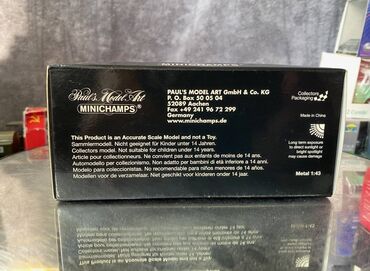 Paul's Model Art
MINICHAMPS®
PAUL'S MODEL ART GmbH & Co. KG
P. O. Box 50 05 04
52089 Aachen
Fax +49 241 96 72 299
Germany
www.minichamps.de
Collectors
Packaging
Made in China
This Product is an Accurate Scale Model and not a Toy.
Sammlermodell. Nicht geeignet für Kinder unter 14 Jahren.
Collectors model. Not suitable for children under 14 years.
Article pour collectionneurs. Ne convient pas aux enfants de moins de 14 ans.
Automodello per collezionismo. Non adatto a bambini di età inferiore a 14 anni.
Modelo para coleccionistas. No recomendado para niños menores de 14 años.
Modellen voor de verzamelaar. Niet geschikt voor kinderen onder 14 jaar.
Long term exposure
to direct sunlight or
bright spotlight
may cause damage
Metal 1:43